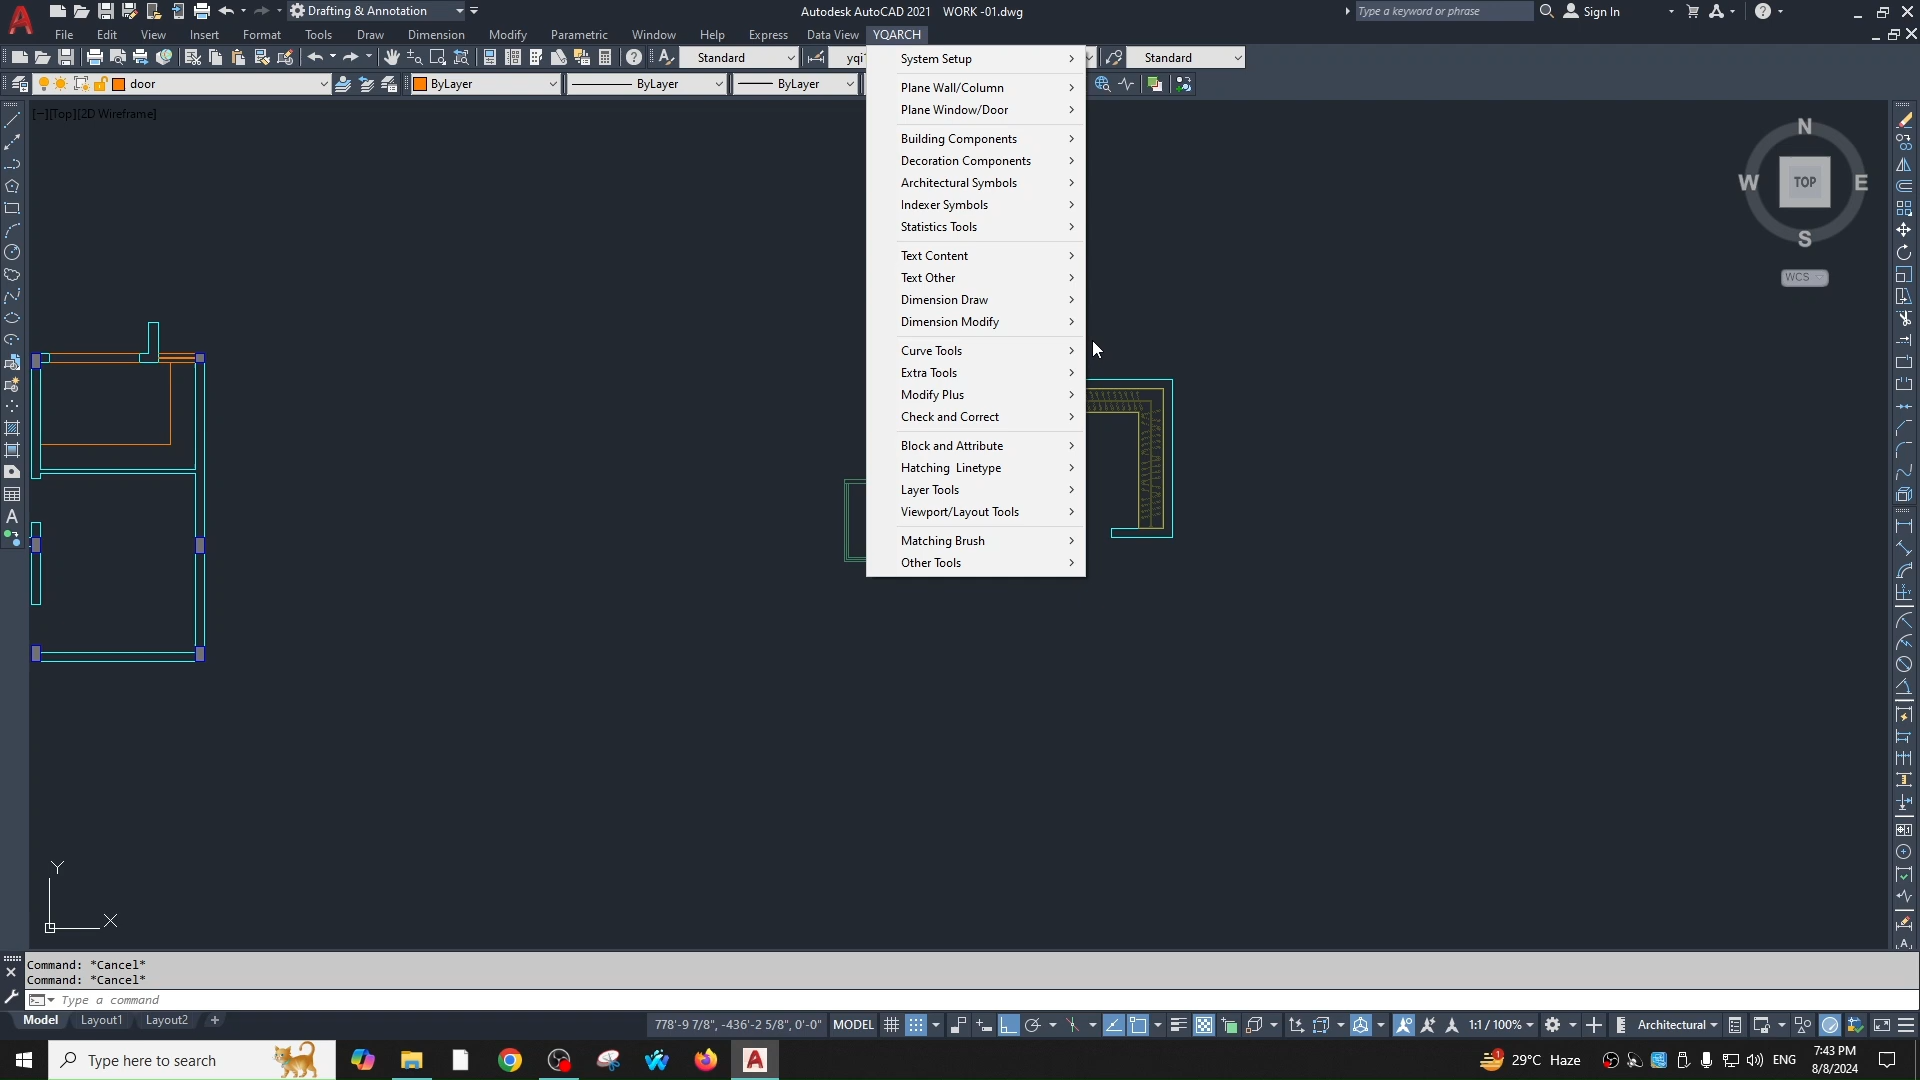 Drafting & Annotation
Autodesk AutoCAD 2021 WORK -01.dwg
Type a keyword or phrase
Sign In
File Edit View Insert Format Tools Draw Dimension Modify Parametric Window Help Express Data View YQARCH
Standard
Standard
door
ByLayer
ByLayer
ByLayer
[−][Top][2D Wireframe]
System Setup
Plane Wall/Column
Plane Window/Door
Building Components
Decoration Components
Architectural Symbols
Indexer Symbols
Statistics Tools
Text Content
Text Other
Dimension Draw
Dimension Modify
Curve Tools
Extra Tools
Modify Plus
Check and Correct
Block and Attribute
Hatching Linetype
Layer Tools
Viewport/Layout Tools
Matching Brush
Other Tools
N
W TOP E
S
WCS
Y
X
Command: *Cancel*
Command: *Cancel*
Type a command
Model Layout1 Layout2
778'-9 7/8", -436'-2 5/8", 0'-0" MODEL
1:1 / 100%
Architectural
Type here to search
29°C Haze
ENG
7:43 PM
8/8/2024